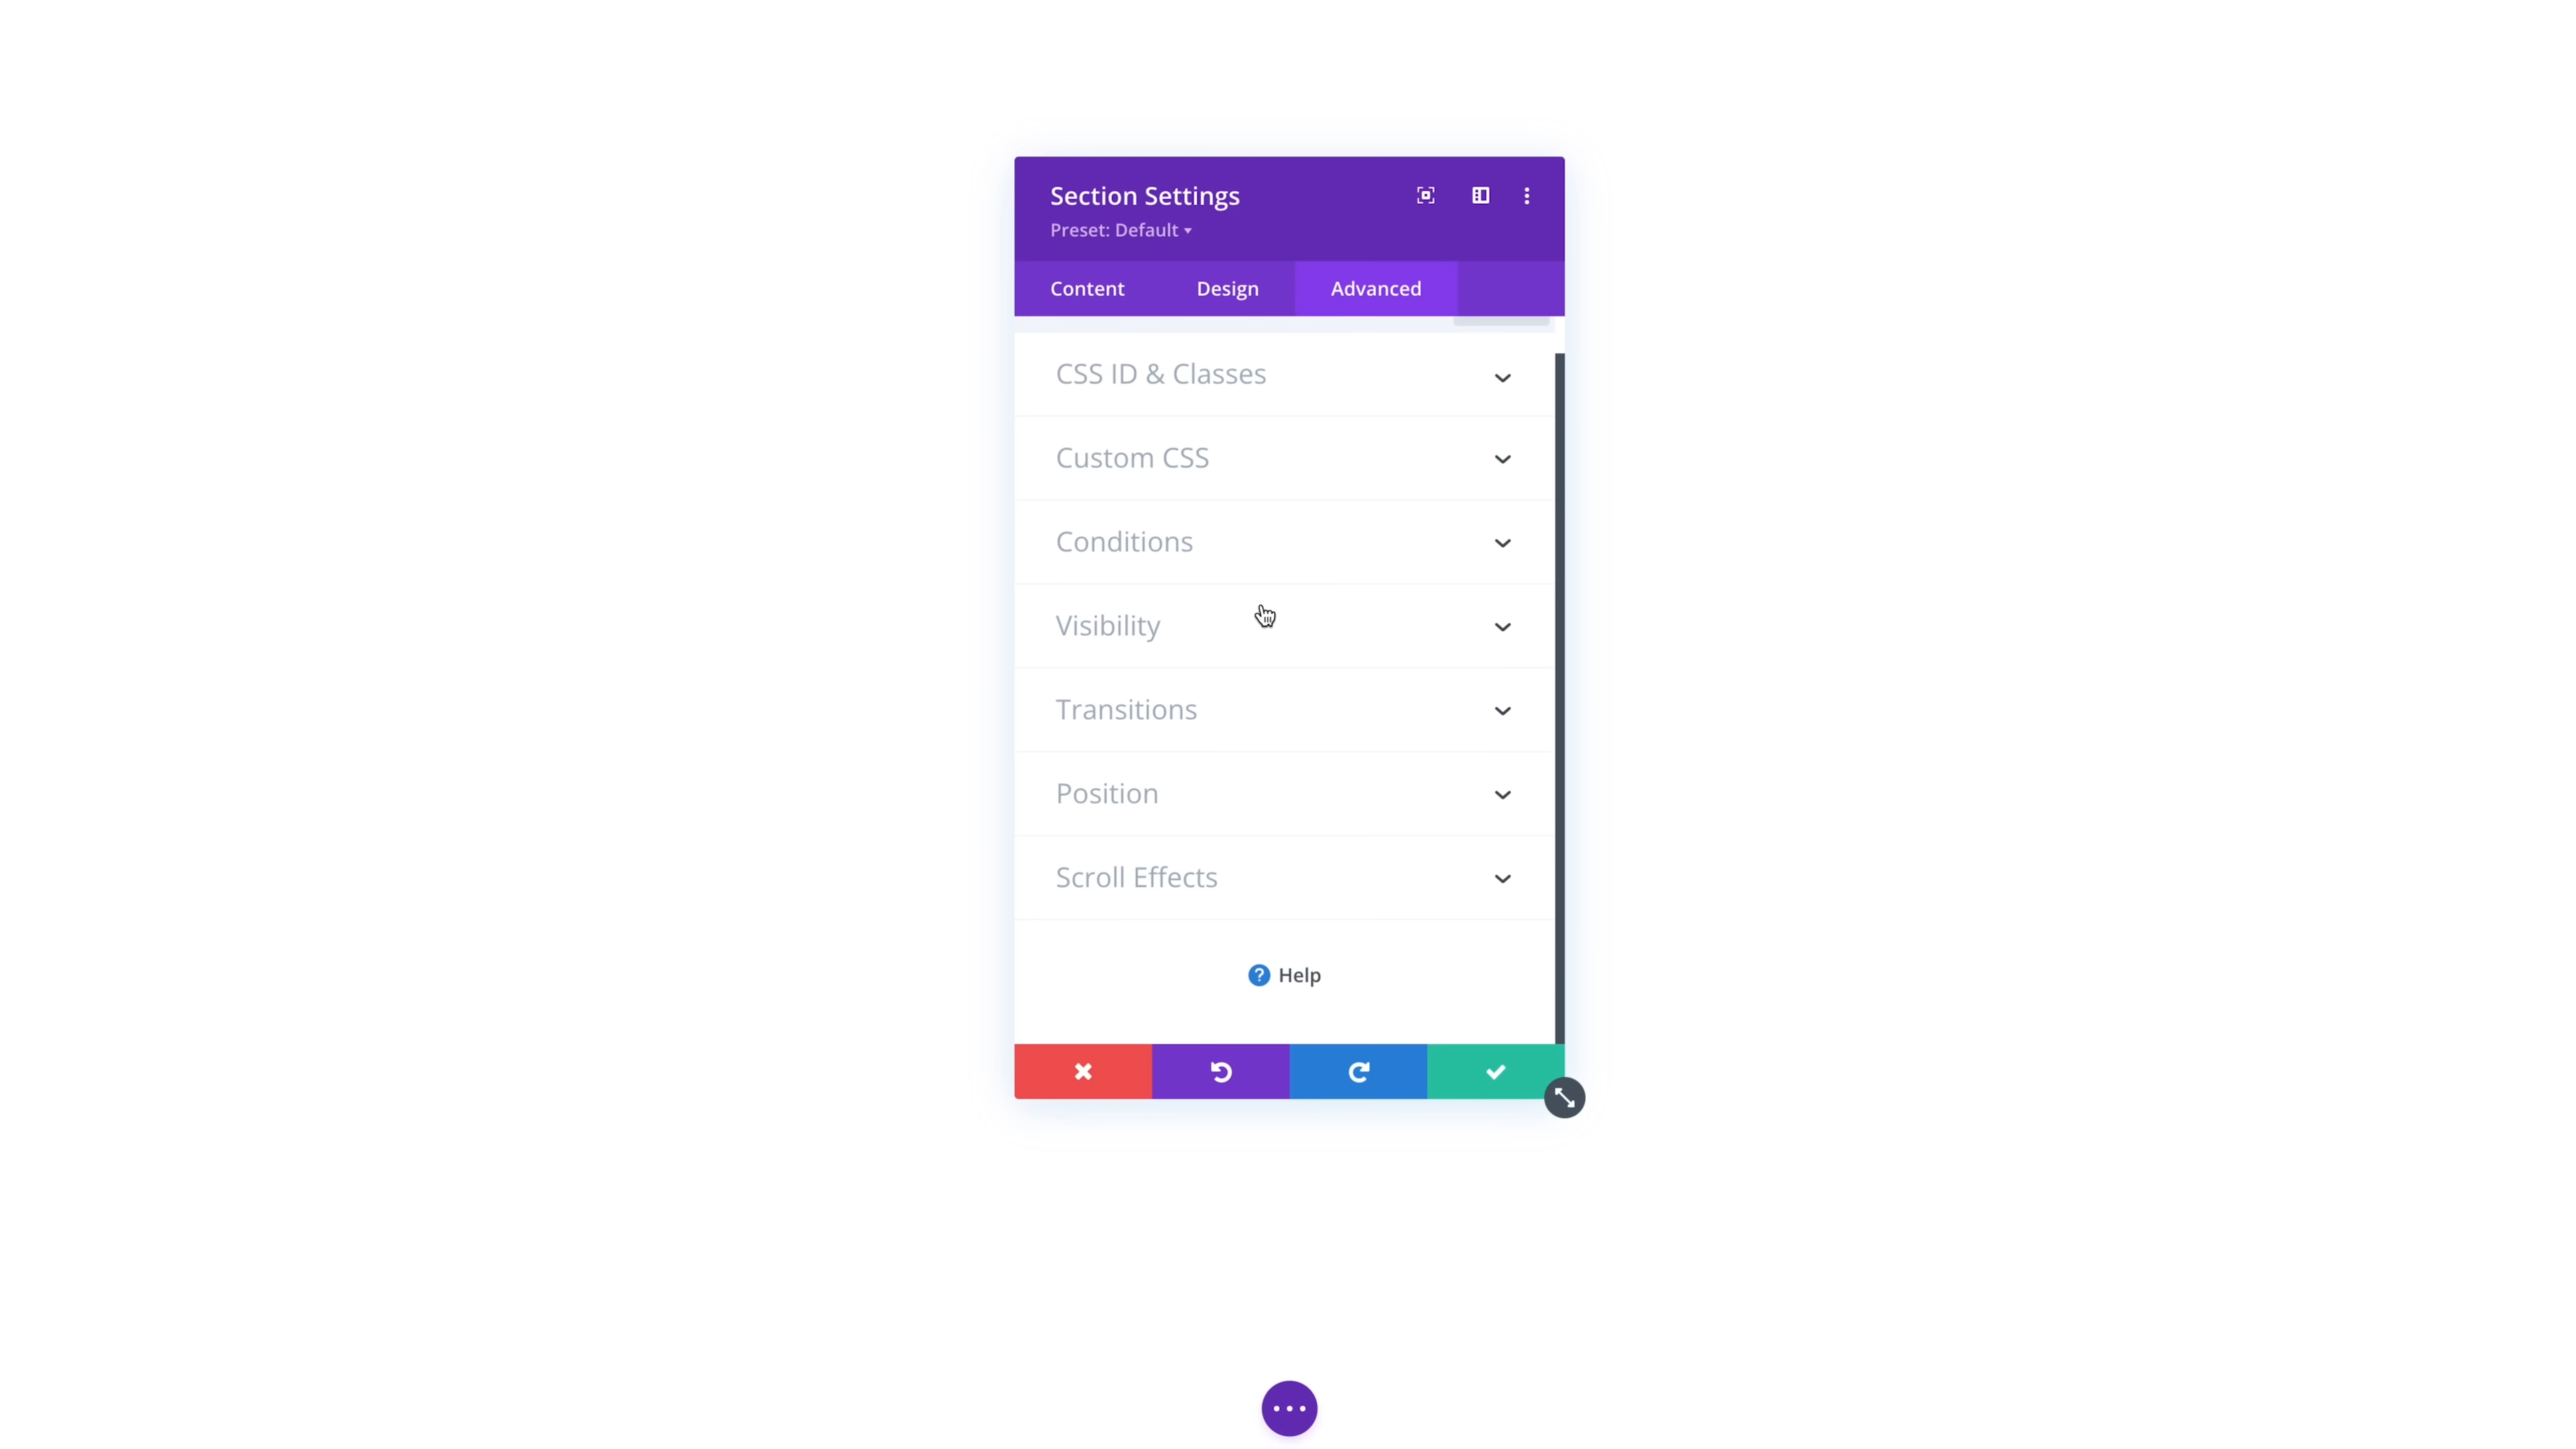 Section Settings
Preset: Default
Content Design Advanced
CSS ID & Classes
Custom CSS
Conditions
Visibility
Transitions
Position
Scroll Effects
Help